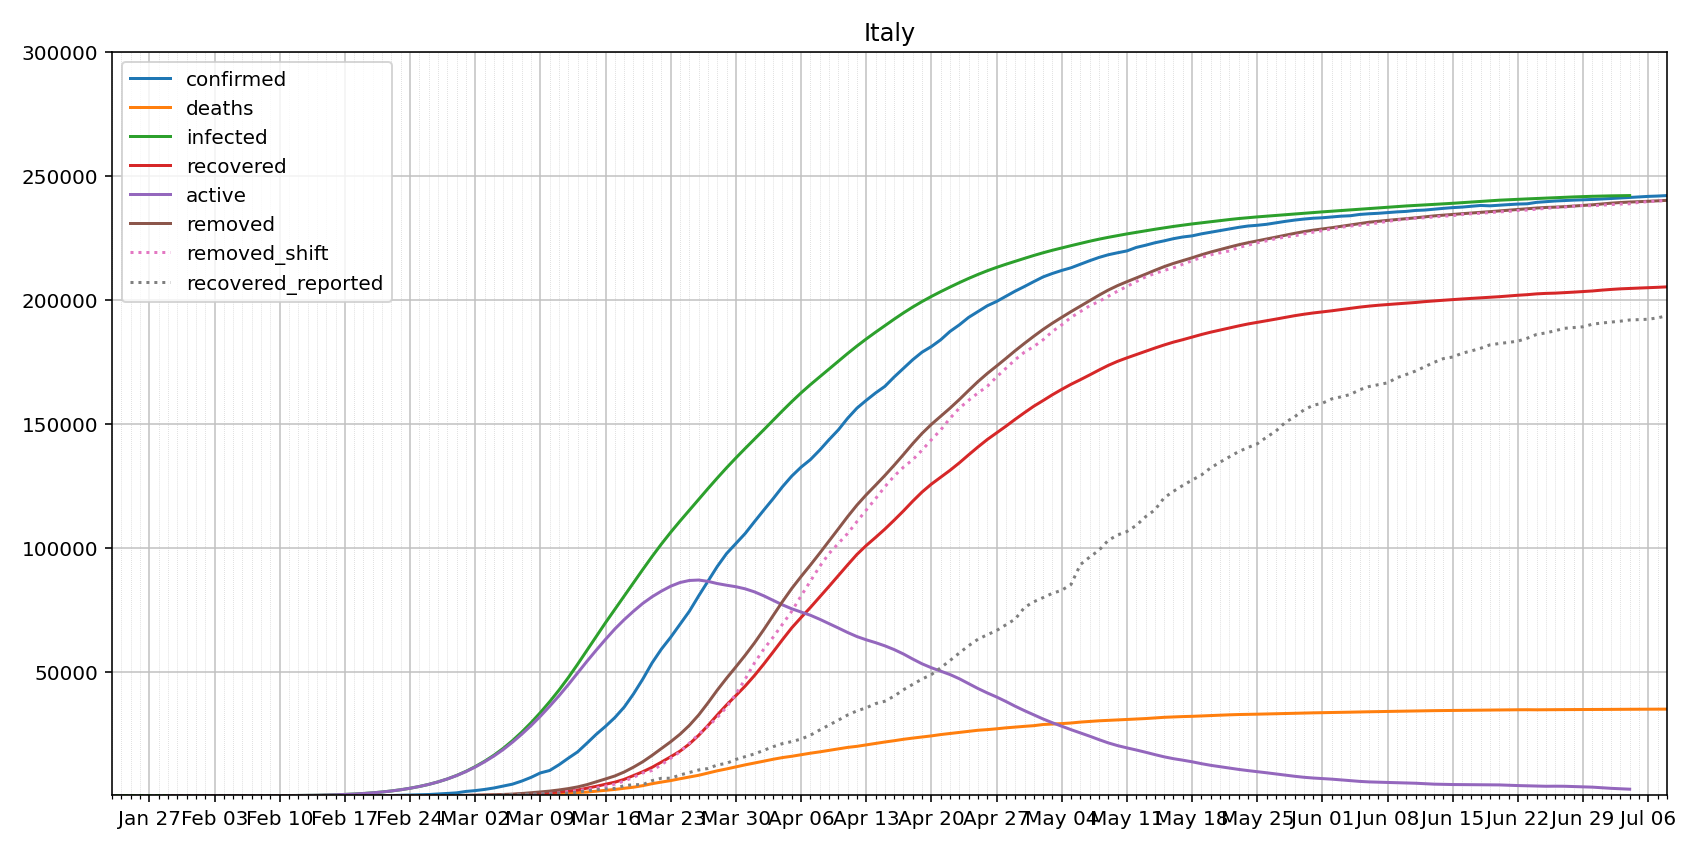 Italy
300000
250000
200000
150000
100000
50000
confirmed
deaths
infected
recovered
active
removed
removed_shift
recovered_reported
Jan 27 Feb 03 Feb 10 Feb 17 Feb 24 Mar 02 Mar 09 Mar 16 Mar 23 Mar 30 Apr 06 Apr 13 Apr 20 Apr 27 May 04 May 11 May 18 May 25 Jun 01 Jun 08 Jun 15 Jun 22 Jun 29 Jul 06